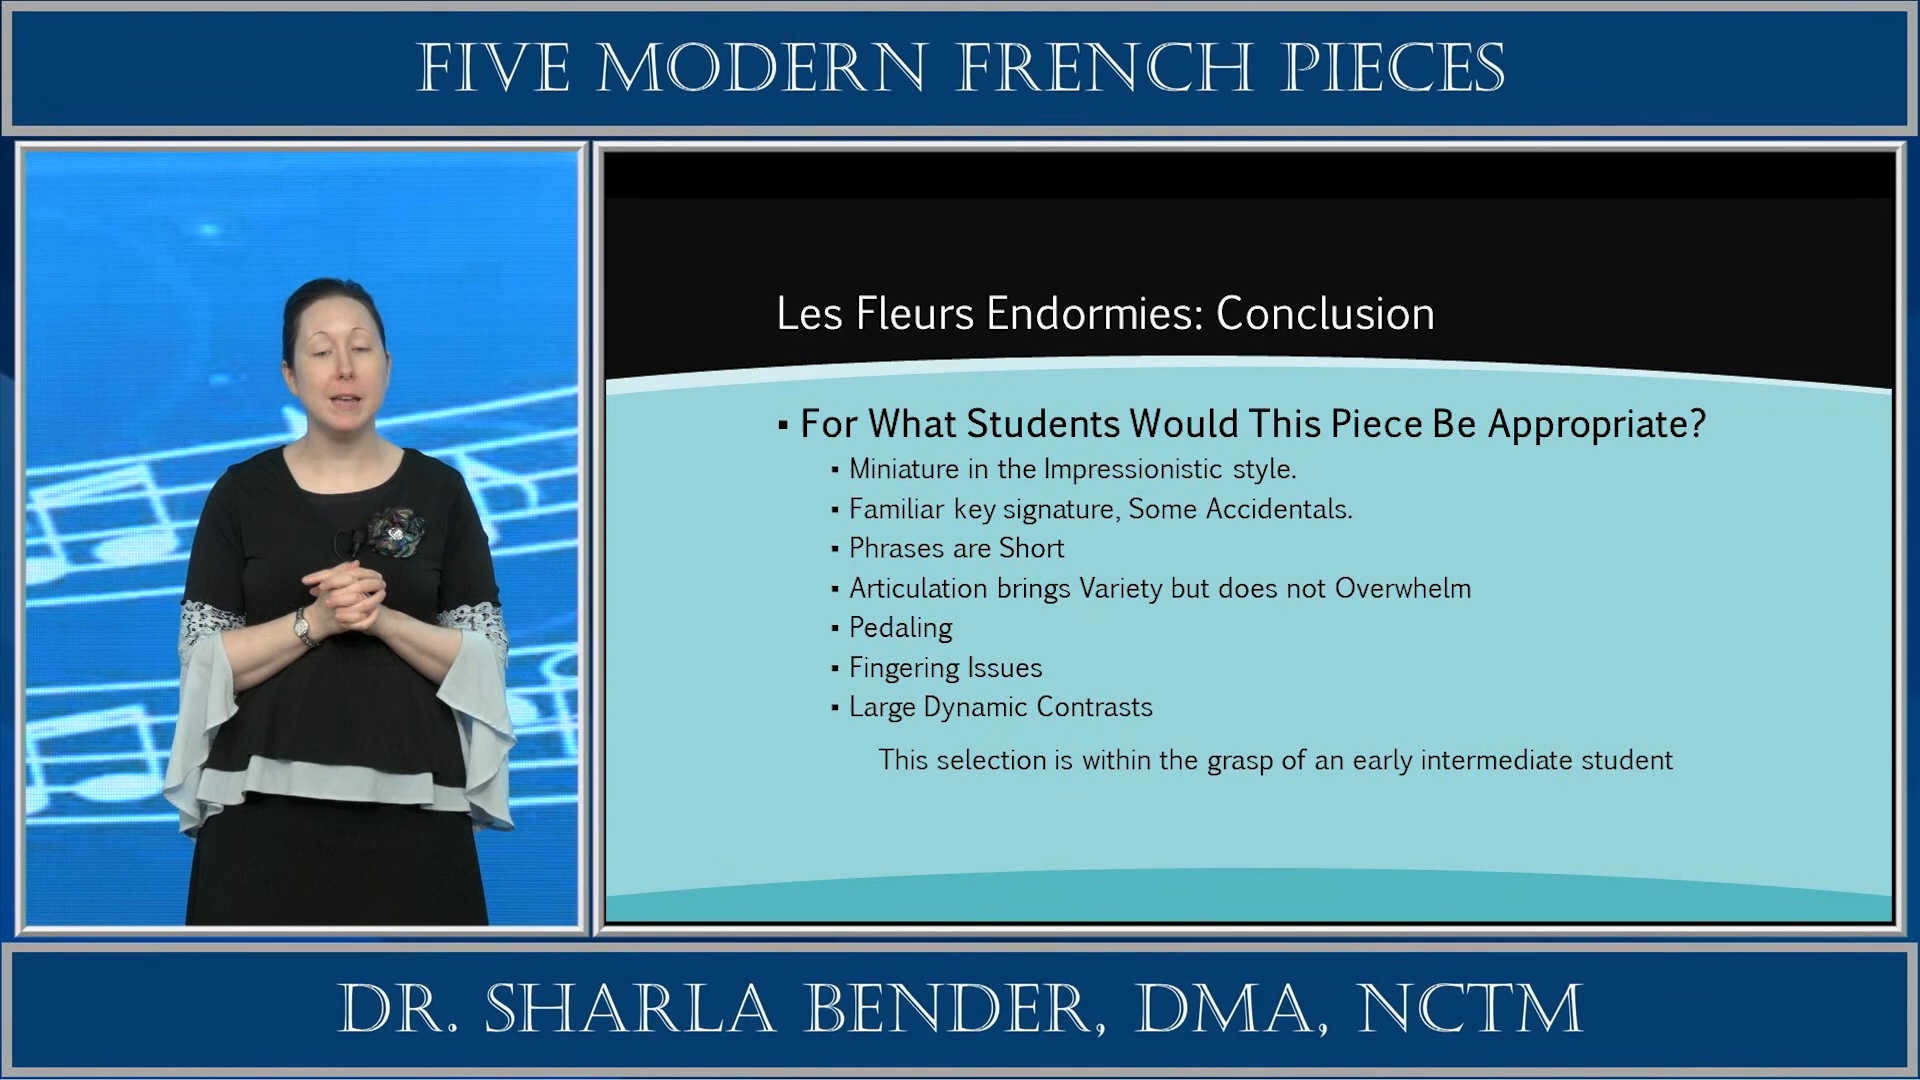 FIVE MODERN FRENCH PIECES
Les Fleurs Endormies: Conclusion
▪ For What Students Would This Piece Be Appropriate?
▪ Miniature in the Impressionistic style.
▪ Familiar key signature, Some Accidentals.
▪ Phrases are Short
▪ Articulation brings Variety but does not Overwhelm
▪ Pedaling
▪ Fingering Issues
▪ Large Dynamic Contrasts
This selection is within the grasp of an early intermediate student
DR. SHARLA BENDER, DMA, NCTM